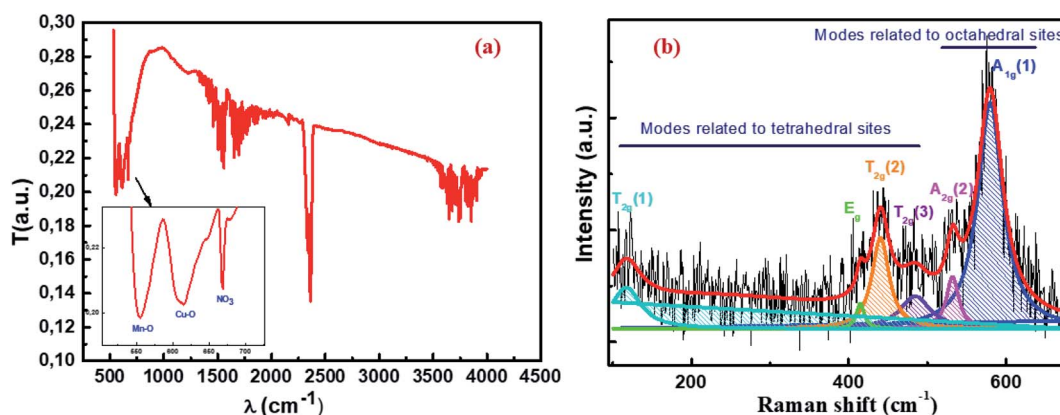 0,32
0,30
0,28
0,26
0,24
0,22
0,20
0,18
0,16
0,14
0,12
0,10
T(a.u.)
(a)
0,22
0,20
Mn-O
Cu-O
NO3
550 600 650 700
500 1000 1500 2000 2500 3000 3500 4000 4500
λ (cm-1)
(b)
Modes related to octahedral sites
A1g(1)
Modes related to tetrahedral sites
T2g(2)
A2g(2)
T2g(1)
Eg
T2g(3)
Intensity (a.u.)
200 400 600
Raman shift (cm-1)